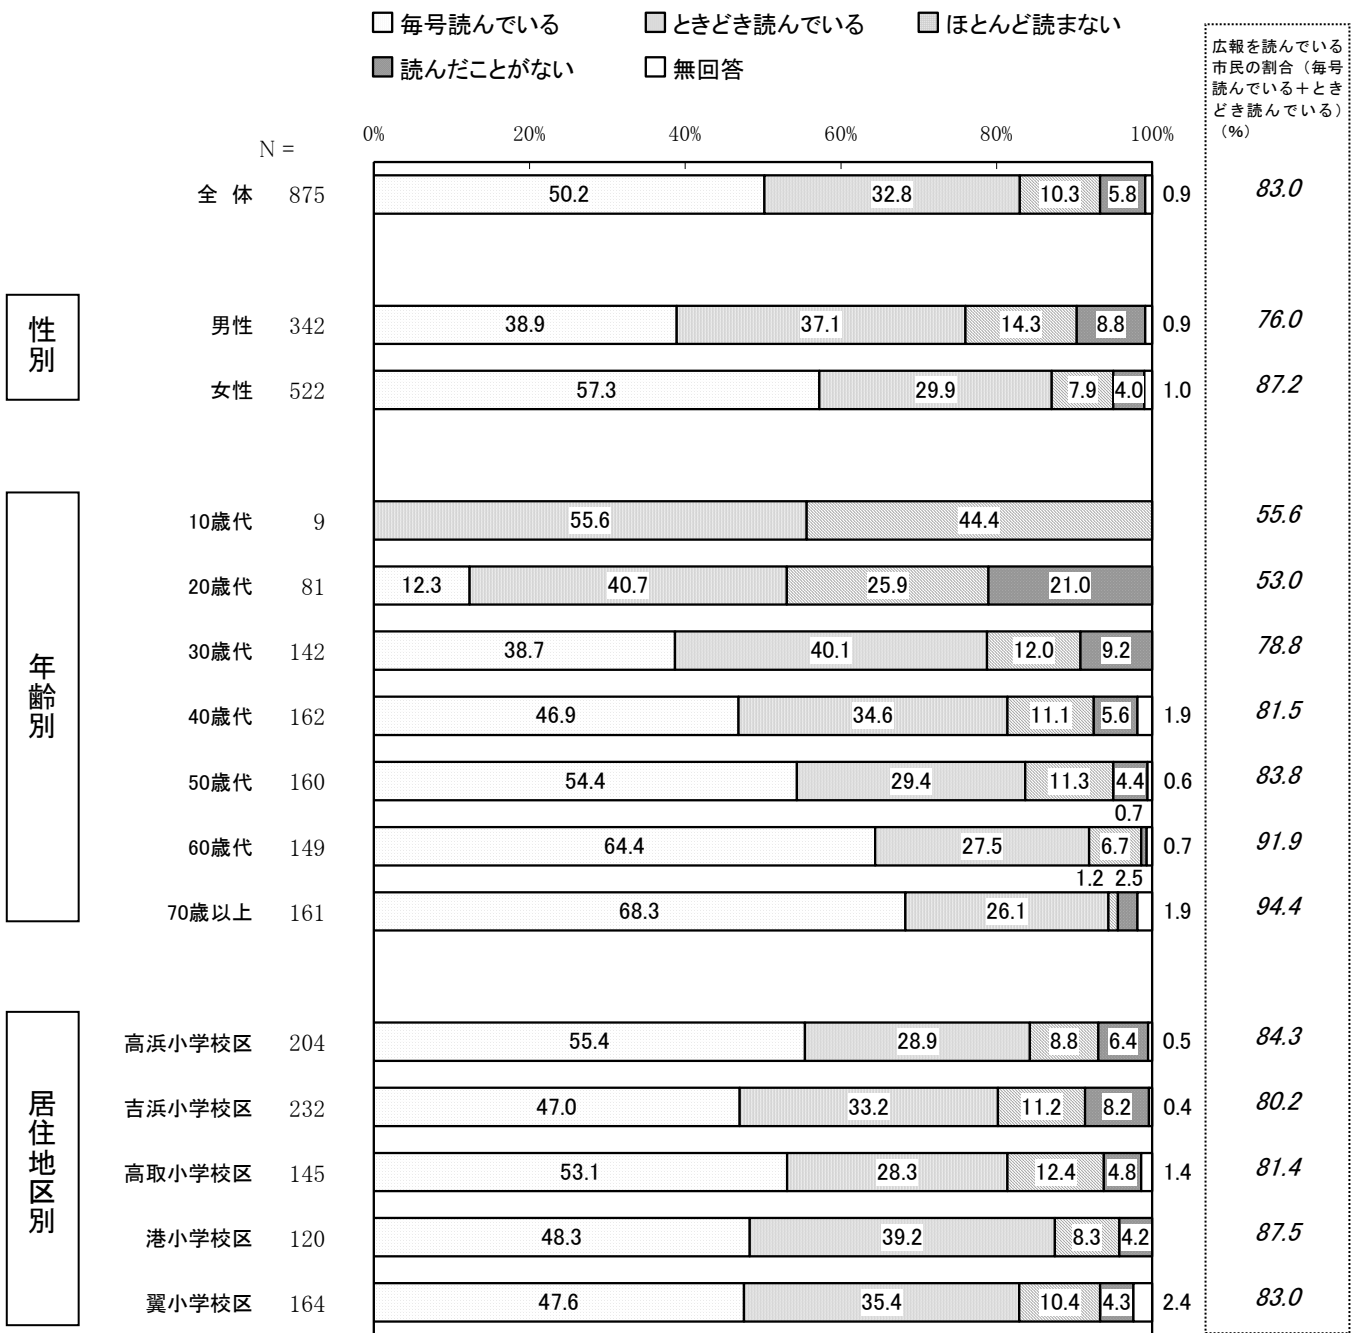 毎号読んでいる ときどき読んでいる ほとんど読まない
読んだことがない 無回答
広報を読んでいる
市民の割合（毎号
読んでいる＋とき
どき読んでいる）
（%）
0% 20% 40% 60% 80% 100%
N =
全 体 875 50.2 32.8 10.3 5.8 0.9 83.0
性別
男性 342 38.9 37.1 14.3 8.8 0.9 76.0
女性 522 57.3 29.9 7.9 4.0 1.0 87.2
年齢別
10歳代 9 55.6 44.4 55.6
20歳代 81 12.3 40.7 25.9 21.0 53.0
30歳代 142 38.7 40.1 12.0 9.2 78.8
40歳代 162 46.9 34.6 11.1 5.6 1.9 81.5
50歳代 160 54.4 29.4 11.3 4.4 0.6 83.8
0.7
60歳代 149 64.4 27.5 6.7 0.7 91.9
1.2 2.5
70歳以上 161 68.3 26.1 1.9 94.4
居住地区別
高浜小学校区 204 55.4 28.9 8.8 6.4 0.5 84.3
吉浜小学校区 232 47.0 33.2 11.2 8.2 0.4 80.2
高取小学校区 145 53.1 28.3 12.4 4.8 1.4 81.4
港小学校区 120 48.3 39.2 8.3 4.2 87.5
翼小学校区 164 47.6 35.4 10.4 4.3 2.4 83.0